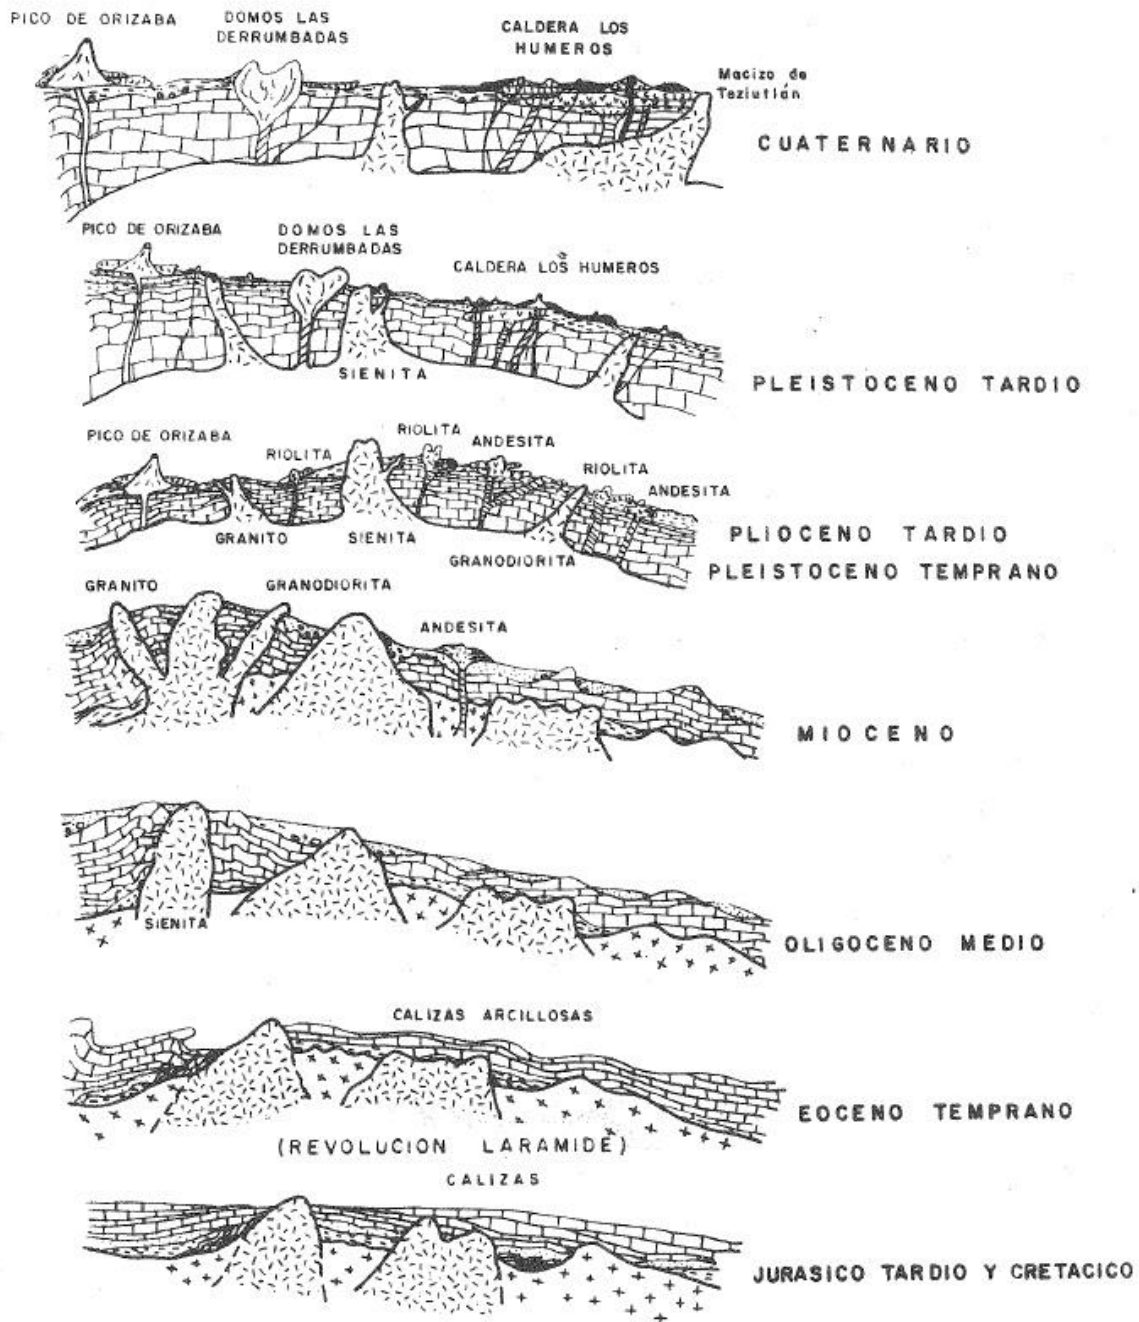 PICO DE ORIZABA
DOMOS LAS
DERRUMBADAS
CALDERA LOS
HUMEROS
Macizo de
Teziutlán
CUATERNARIO
PICO DE ORIZABA
DOMOS LAS
DERRUMBADAS
CALDERA LOS HUMEROS
SIENITA
PLEISTOCENO TARDIO
PICO DE ORIZABA
RIOLITA
RIOLITA
ANDESITA
RIOLITA
ANDESITA
GRANITO
SIENITA
GRANODIORITA
PLIOCENO TARDIO
PLEISTOCENO TEMPRANO
GRANITO
GRANODIORITA
ANDESITA
MIOCENO
SIENITA
OLIGOCENO MEDIO
CALIZAS ARCILLOSAS
EOCENO TEMPRANO
(REVOLUCION LARAMIDE)
CALIZAS
JURASICO TARDIO Y CRETACICO